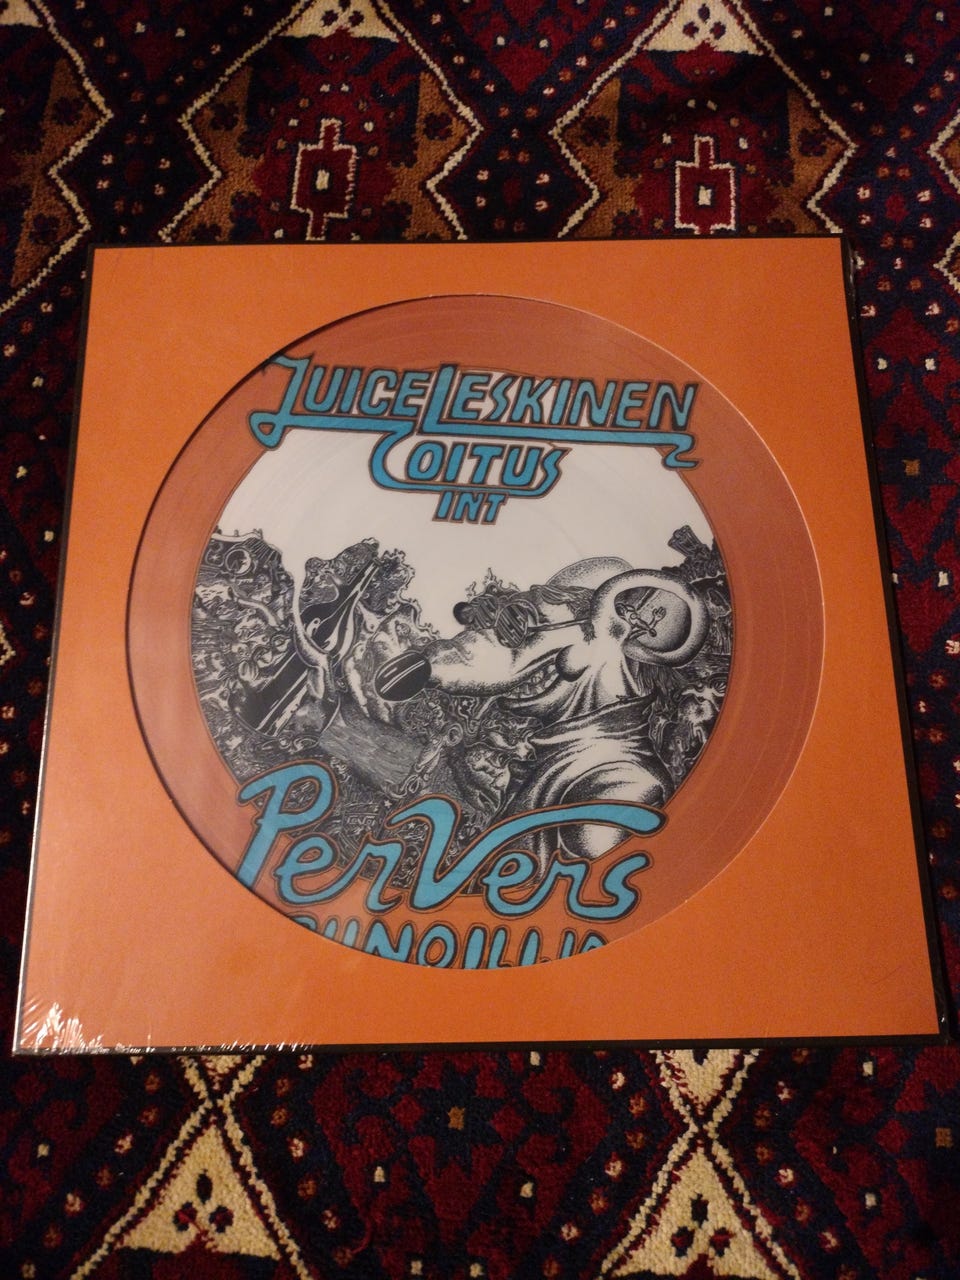 JUICE LESKINEN
COITUS
INT
PerVers